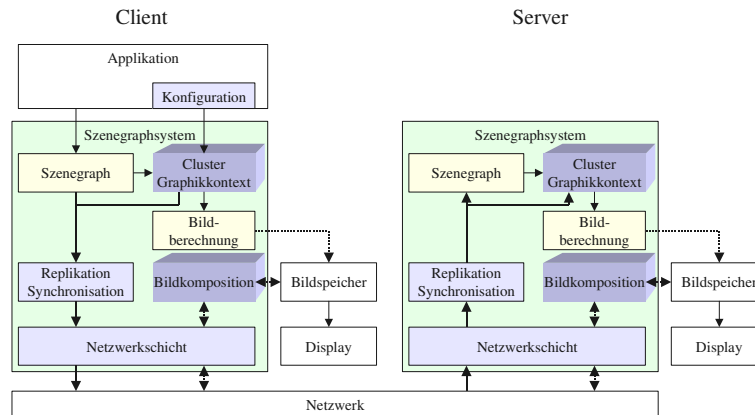 Client
Server
Applikation
Konfiguration
Szenegraphsystem
Szenegraph
Cluster
Graphikkontext
Bild-
berechnung
Replikation
Synchronisation
Bildkomposition
Bildspeicher
Netzwerkschicht
Display
Szenegraphsystem
Szenegraph
Cluster
Graphikkontext
Bild-
berechnung
Replikation
Synchronisation
Bildkomposition
Bildspeicher
Netzwerkschicht
Display
Netzwerk